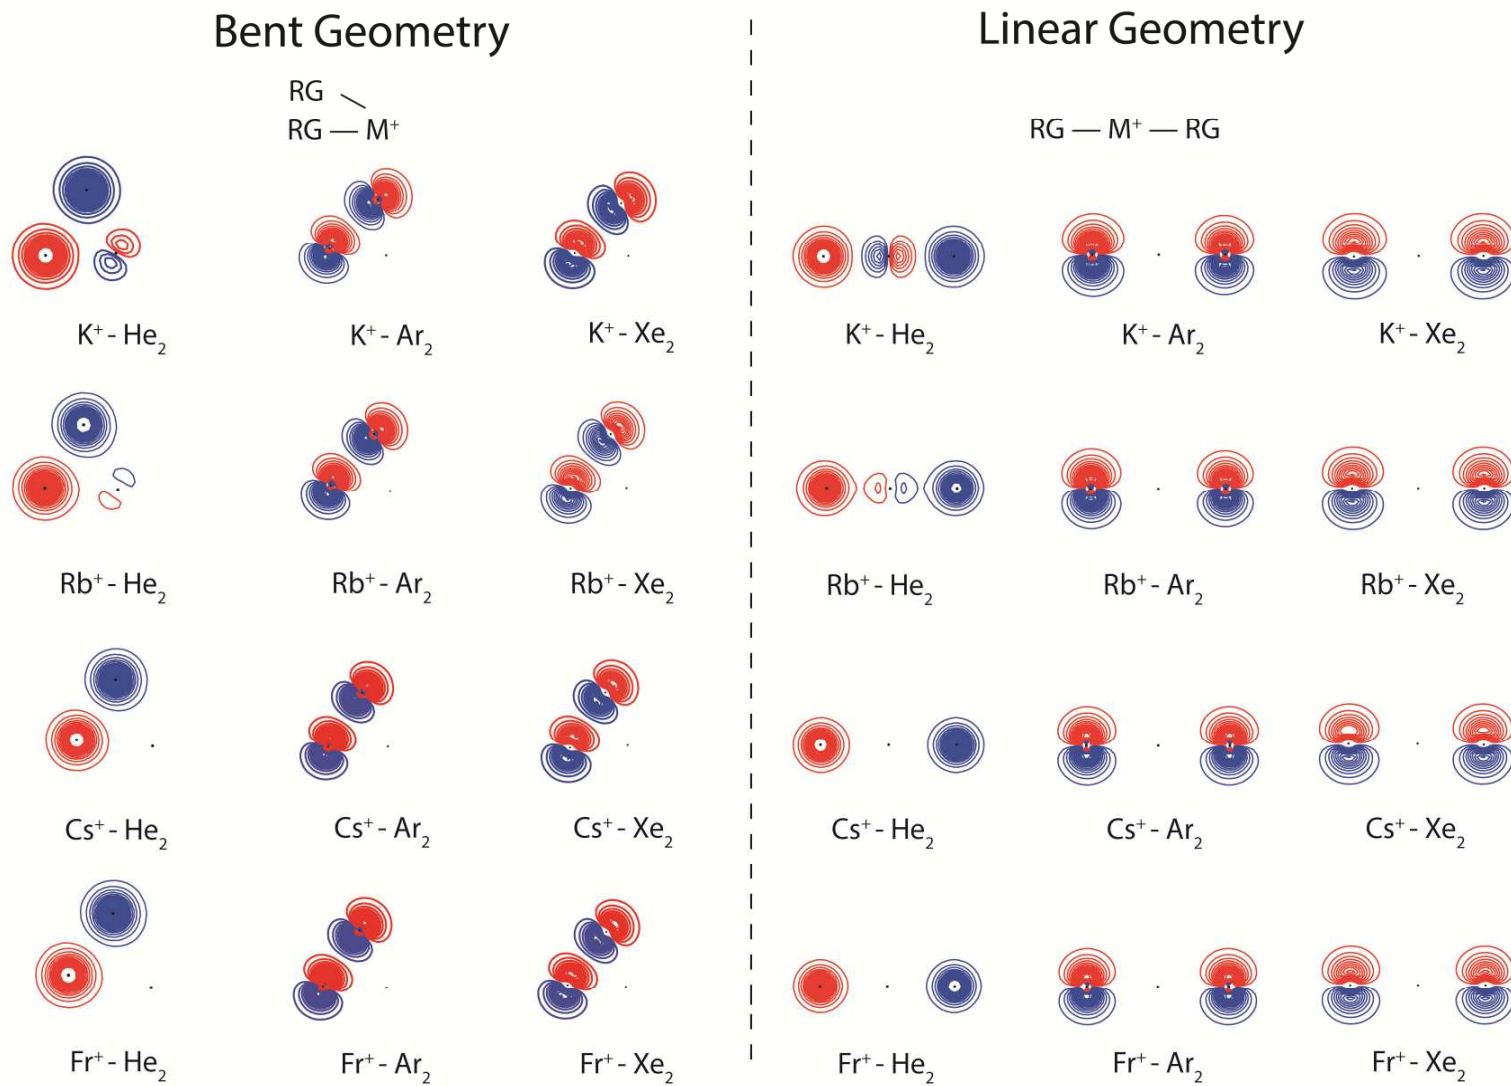 Bent Geometry
RG
RG — M⁺
K⁺ - He₂
K⁺ - Ar₂
K⁺ - Xe₂
Rb⁺ - He₂
Rb⁺ - Ar₂
Rb⁺ - Xe₂
Cs⁺ - He₂
Cs⁺ - Ar₂
Cs⁺ - Xe₂
Fr⁺ - He₂
Fr⁺ - Ar₂
Fr⁺ - Xe₂
Linear Geometry
RG — M⁺ — RG
K⁺ - He₂
K⁺ - Ar₂
K⁺ - Xe₂
Rb⁺ - He₂
Rb⁺ - Ar₂
Rb⁺ - Xe₂
Cs⁺ - He₂
Cs⁺ - Ar₂
Cs⁺ - Xe₂
Fr⁺ - He₂
Fr⁺ - Ar₂
Fr⁺ - Xe₂